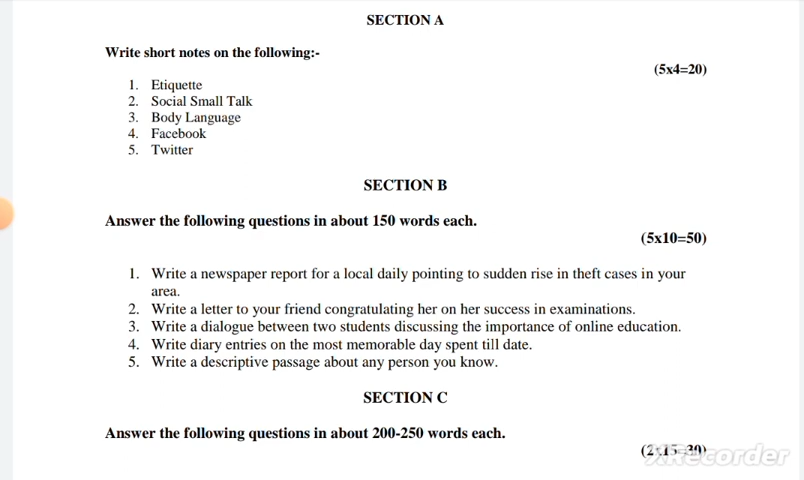 SECTION A
Write short notes on the following:-
(5x4=20)
1. Etiquette
2. Social Small Talk
3. Body Language
4. Facebook
5. Twitter
SECTION B
Answer the following questions in about 150 words each.
(5x10=50)
1. Write a newspaper report for a local daily pointing to sudden rise in theft cases in your
area.
2. Write a letter to your friend congratulating her on her success in examinations.
3. Write a dialogue between two students discussing the importance of online education.
4. Write diary entries on the most memorable day spent till date.
5. Write a descriptive passage about any person you know.
SECTION C
Answer the following questions in about 200-250 words each.
(2x15=30)
XRecorder